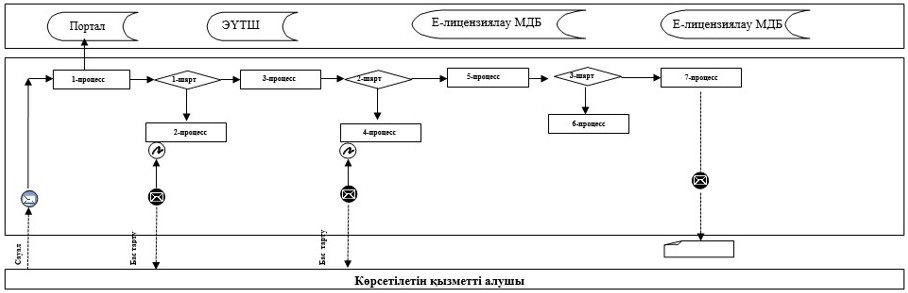 Портал
ЭҮТШ
Е-лицензиялау МДБ
Е-лицензиялау МДБ
1-процесс
1-шарт
3-процесс
2-шарт
5-процесс
3-шарт
7-процесс
2-процесс
4-процесс
6-процесс
Сауал
Бас тарту
Бас тарту
Көрсетілетін қызметті алушы